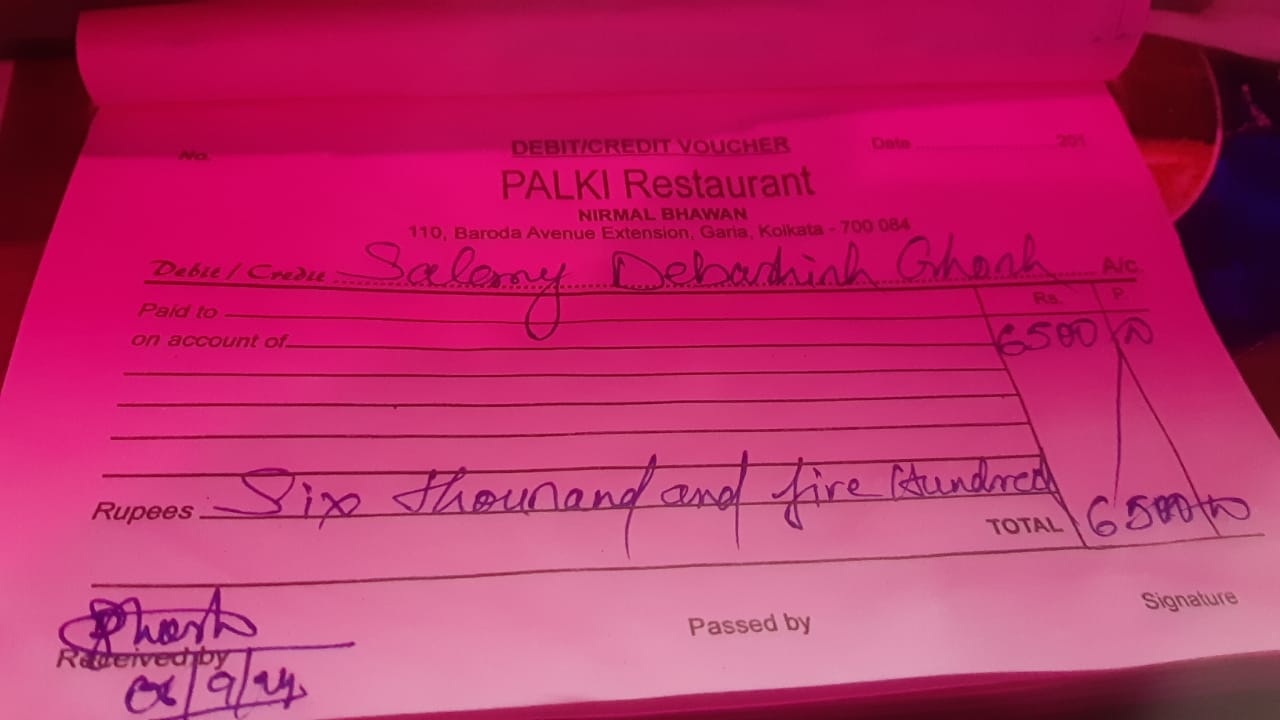 No. DEBIT/CREDIT VOUCHER Date 201
PALKI Restaurant
NIRMAL BHAWAN
110, Baroda Avenue Extension, Garia, Kolkata - 700 084
Debit / Credit Salemy Debashish Ghosh A/c.
Paid to Rs. P.
on account of 6500 00
Rupees Six thousand and five Hundred
TOTAL 6500 00
Ghosh
Received by Passed by Signature
06/9/24